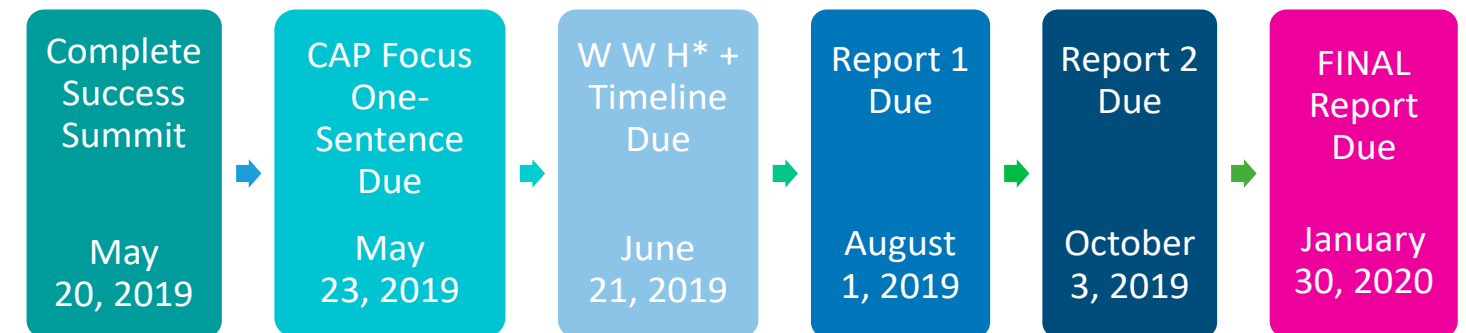 Complete
Success
Summit
May
20, 2019
CAP Focus
One-
Sentence
Due
May
23, 2019
W W H* +
Timeline
Due
June
21, 2019
Report 1
Due
August
1, 2019
Report 2
Due
October
3, 2019
FINAL
Report
Due
January
30, 2020